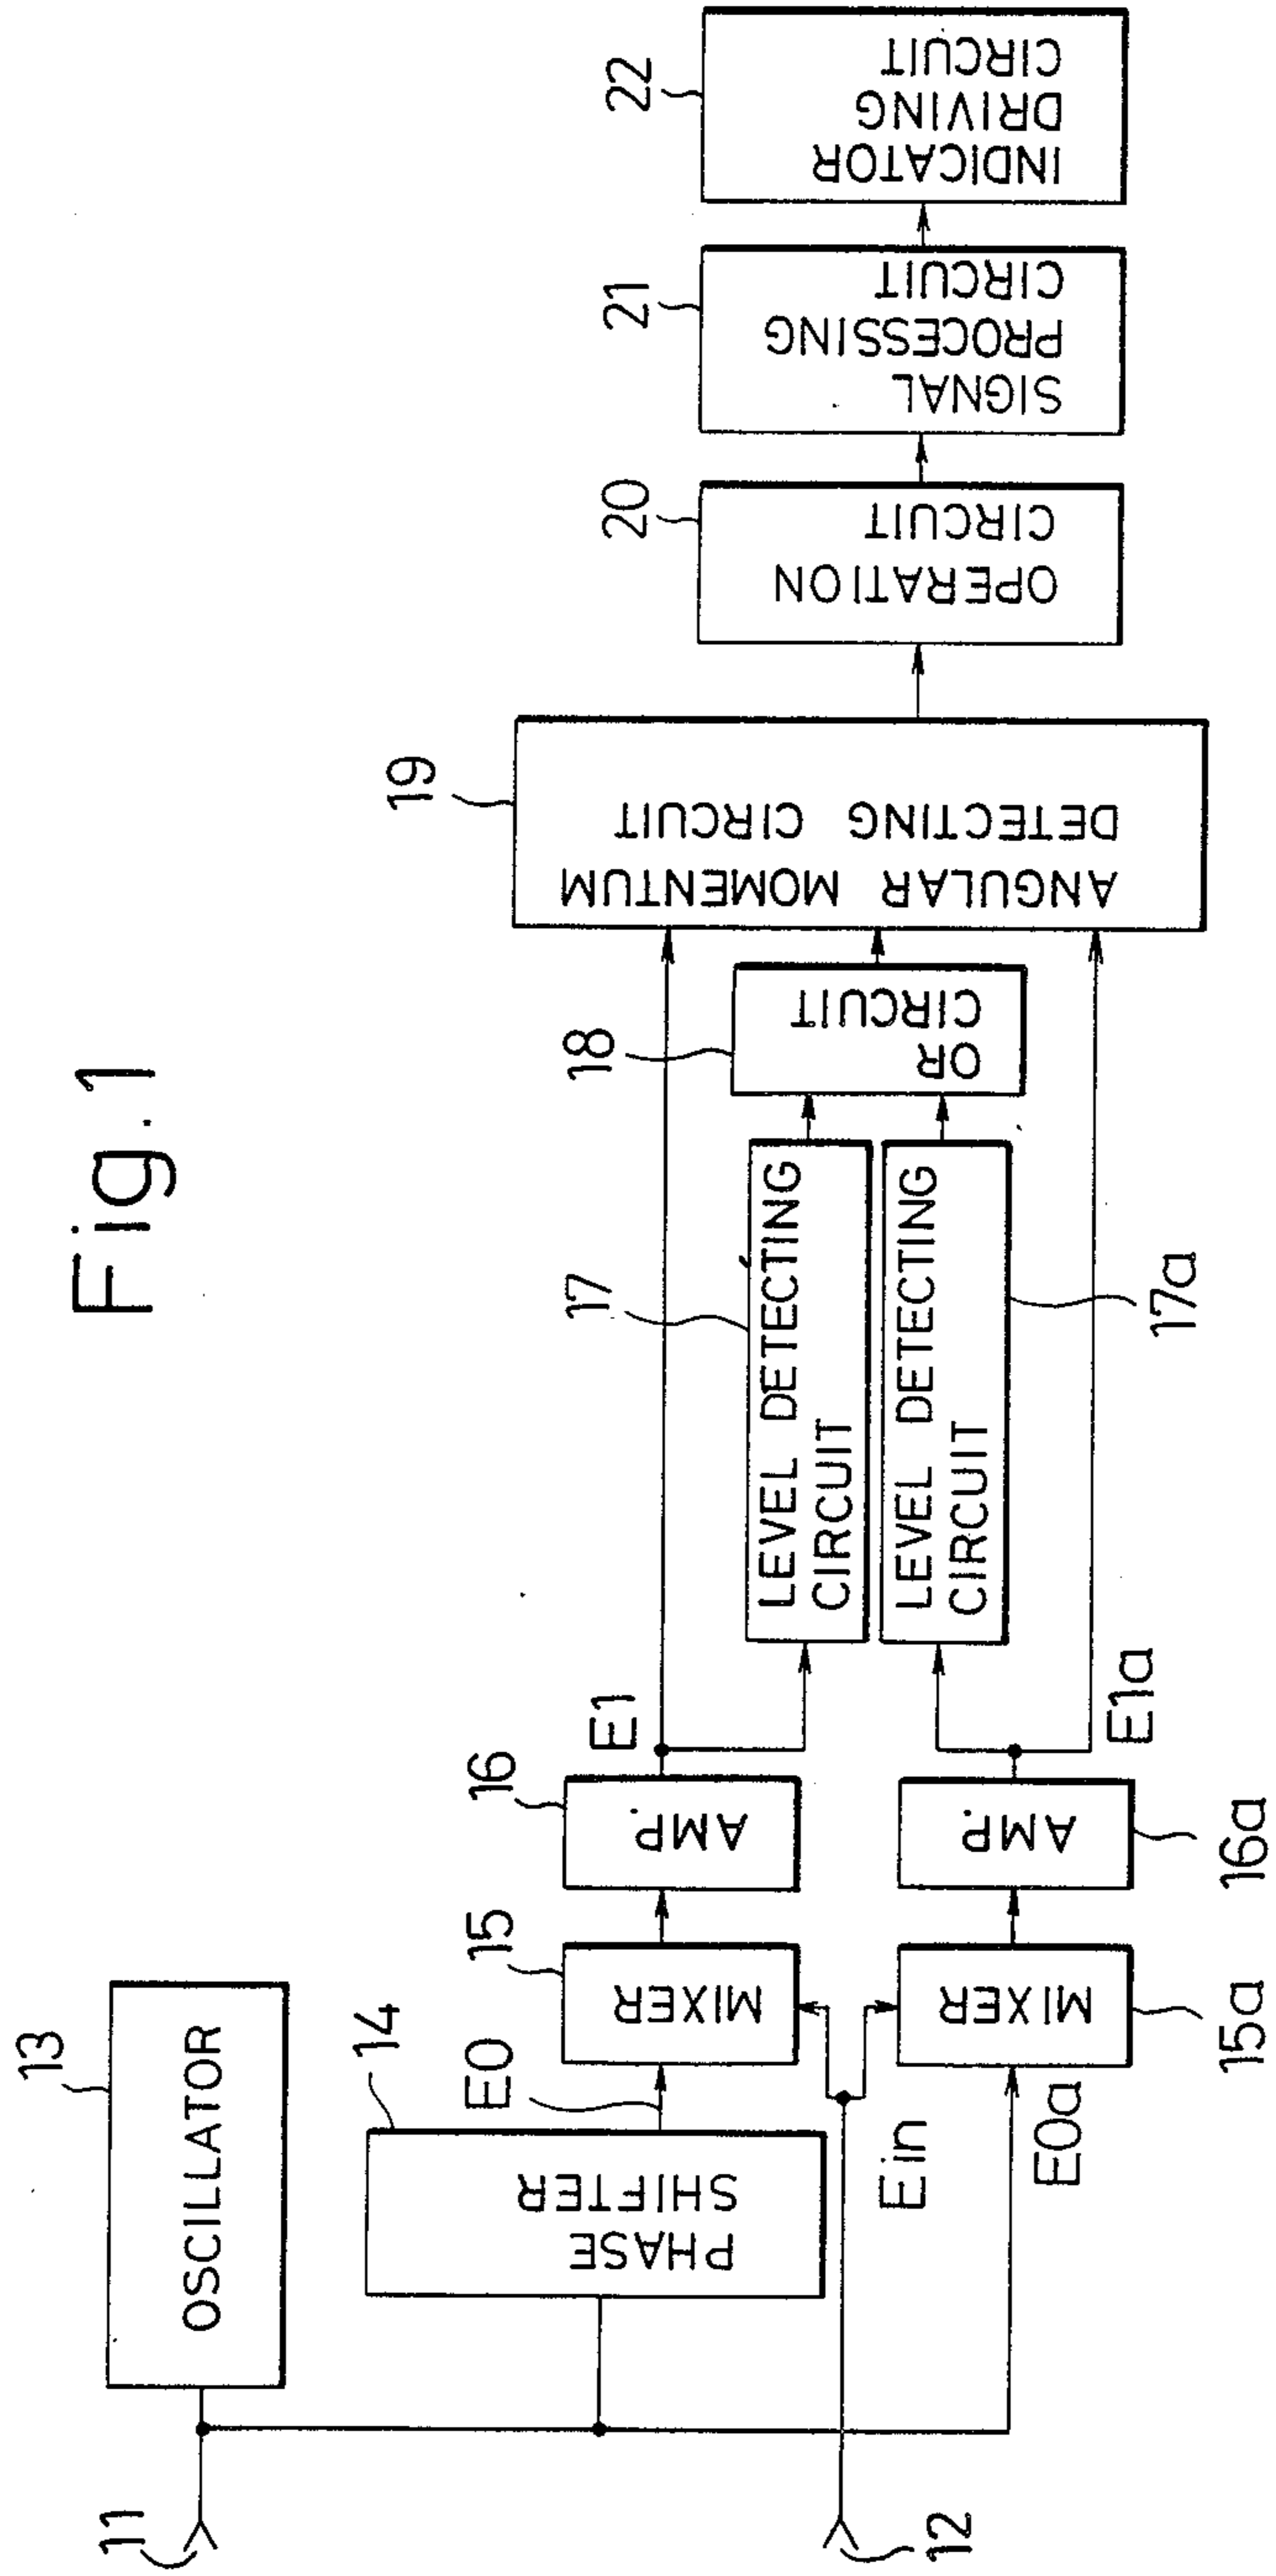 Fig.1
11
13
OSCILLATOR
14
PHASE
SHIFTER
E0
15
MIXER
16
AMP.
E1
17
LEVEL DETECTING
CIRCUIT
18
OR
CIRCUIT
19
ANGULAR MOMENTUM
DETECTING CIRCUIT
20
OPERATION
CIRCUIT
21
SIGNAL
PROCESSING
CIRCUIT
22
INDICATOR
DRIVING
CIRCUIT
12
Ein
E0a
MIXER
15a
AMP.
16a
E1a
LEVEL DETECTING
CIRCUIT
17a